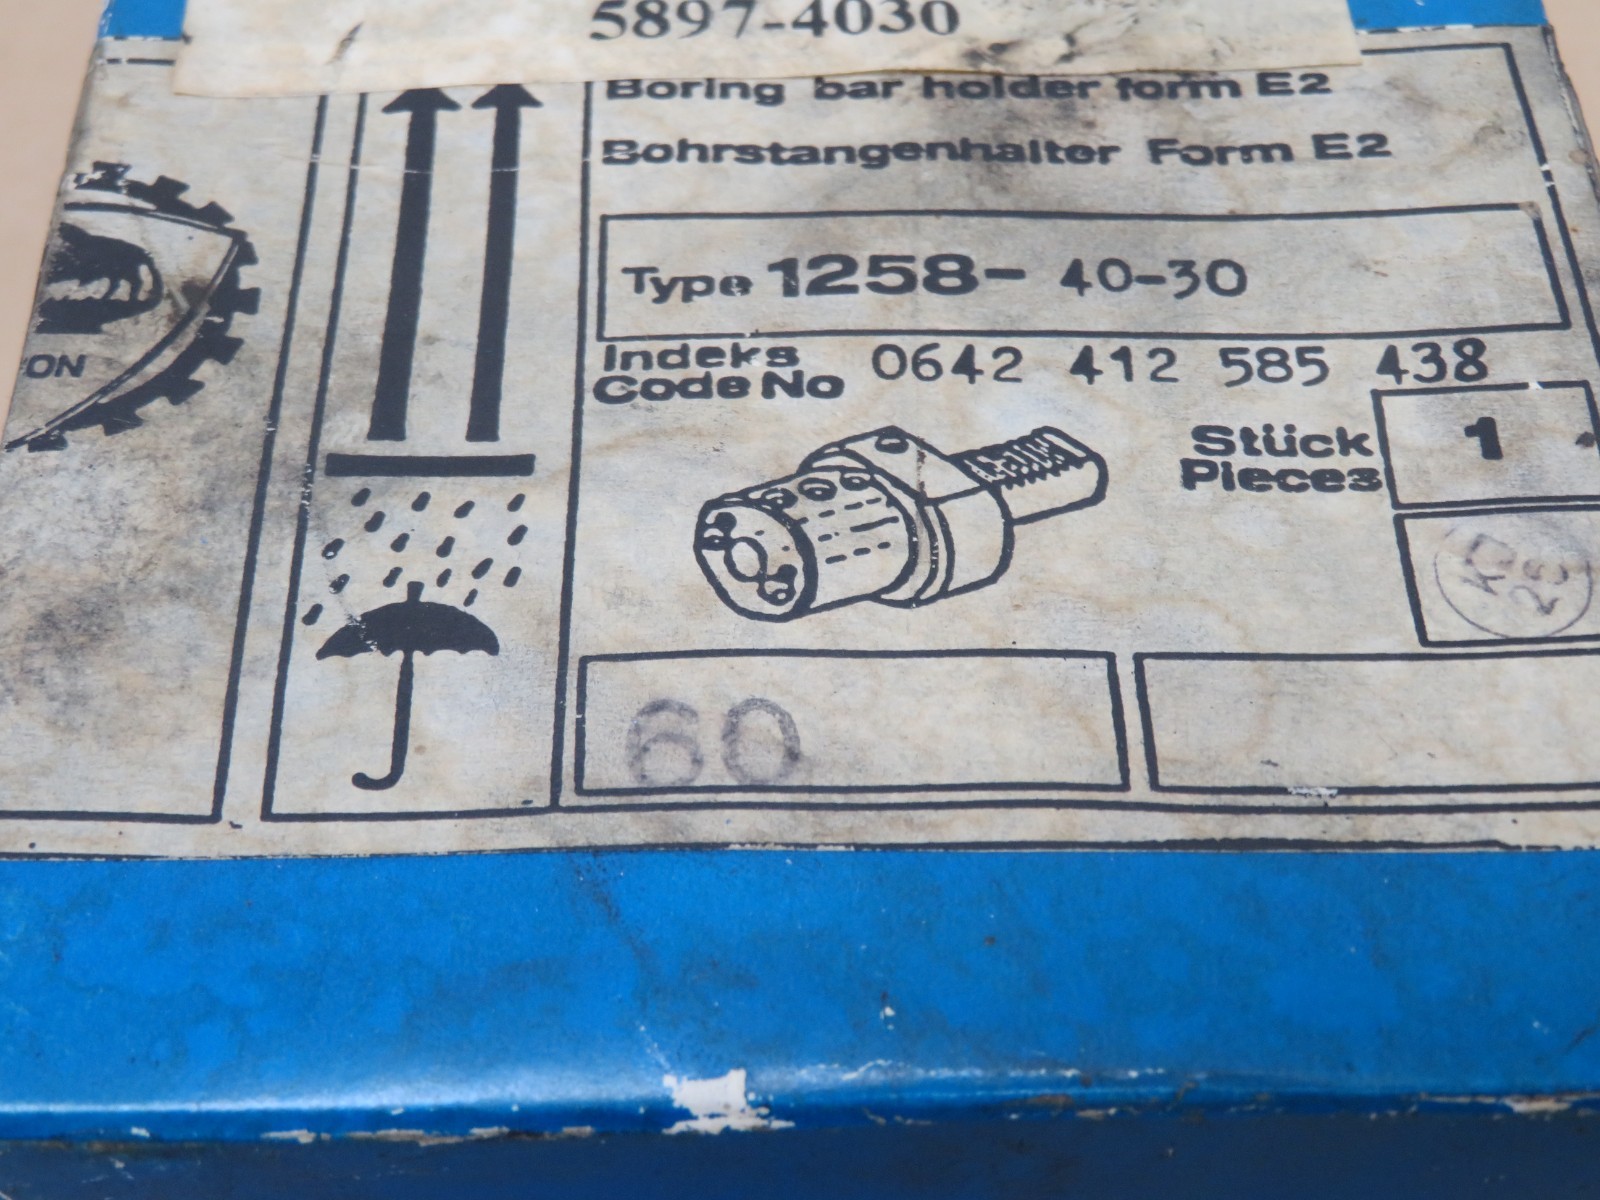 5897-4030
Boring bar holder form E2
Bohrstangenhalter Form E2
Type 1258- 40-30
Indeks
Code No 0642 412 585 438
ON
Stück
Pieces
1
60